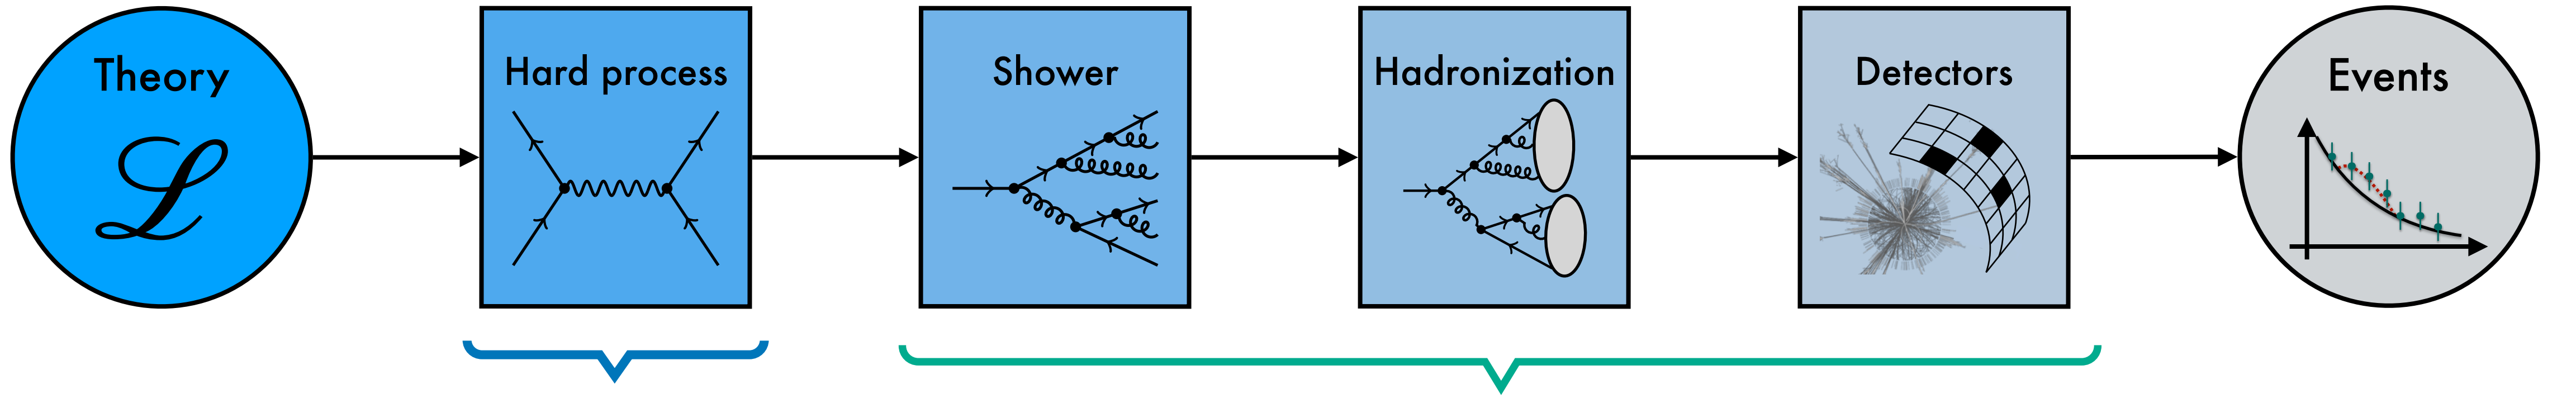 Theory
ℒ
Hard process
Shower
Hadronization
Detectors
Events